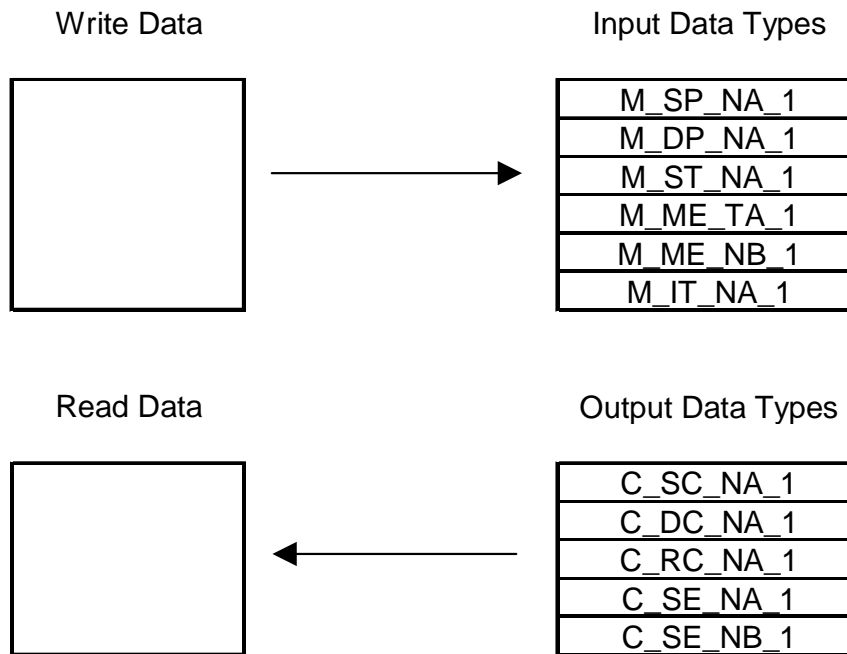 Write Data
Input Data Types
M_SP_NA_1
M_DP_NA_1
M_ST_NA_1
M_ME_TA_1
M_ME_NB_1
M_IT_NA_1
Read Data
Output Data Types
C_SC_NA_1
C_DC_NA_1
C_RC_NA_1
C_SE_NA_1
C_SE_NB_1